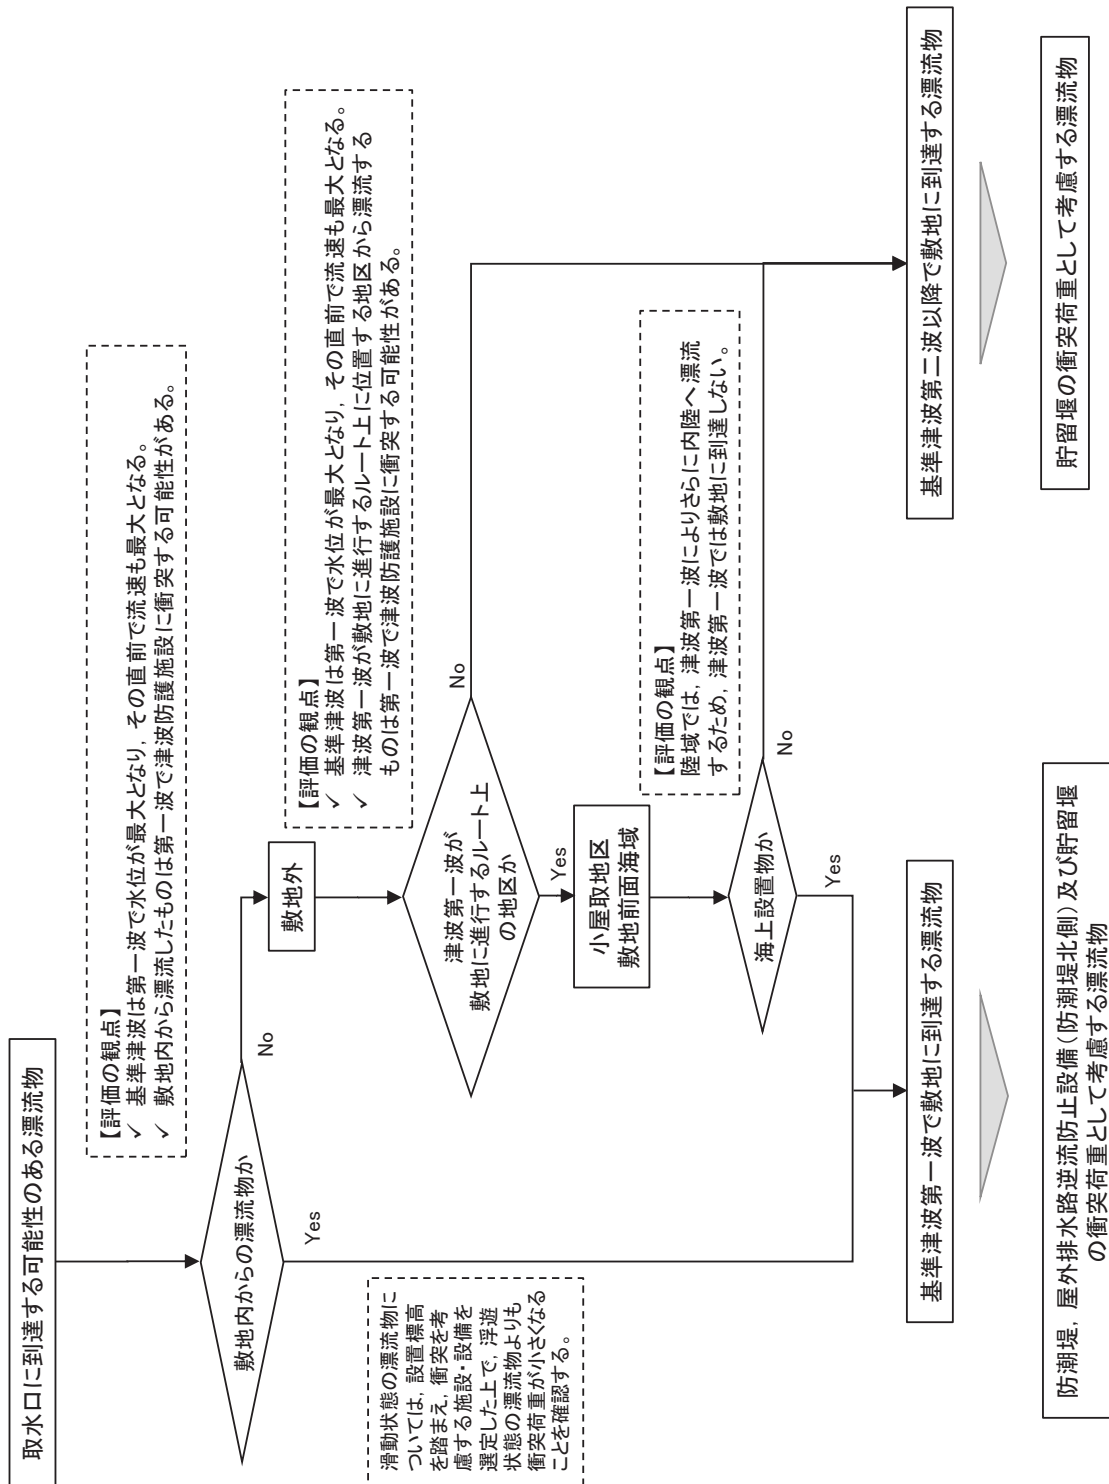 取水口に到達する可能性のある漂流物
【評価の観点】
✓ 基準津波は第一波で水位が最大となり，その直前で流速も最大となる。
✓ 敷地内から漂流したものは第一波で津波防護施設に衝突する可能性がある。
敷地内からの漂流物か
No
Yes
敷地外
【評価の観点】
✓ 基準津波は第一波で水位が最大となり，その直前で流速も最大となる。
✓ 津波第一波が敷地に進行するルート上に位置する地区から漂流する
ものは第一波で津波防護施設に衝突する可能性がある。
滑動状態の漂流物に
ついては，設置標高
を踏まえ，衝突を考
慮する施設・設備を
選定した上で，浮遊
状態の漂流物よりも
衝突荷重が小さくなる
ことを確認する。
津波第一波が
敷地に進行するルート上
の地区か
No
Yes
小屋取地区
敷地前面海域
【評価の観点】
陸域では，津波第一波によりさらに内陸へ漂流
するため，津波第一波では敷地に到達しない。
海上設置物か
No
Yes
基準津波第一波で敷地に到達する漂流物
基準津波第二波以降で敷地に到達する漂流物
防潮堤，屋外排水路逆流防止設備（防潮堤北側）及び貯留堰
の衝突荷重として考慮する漂流物
貯留堰の衝突荷重として考慮する漂流物